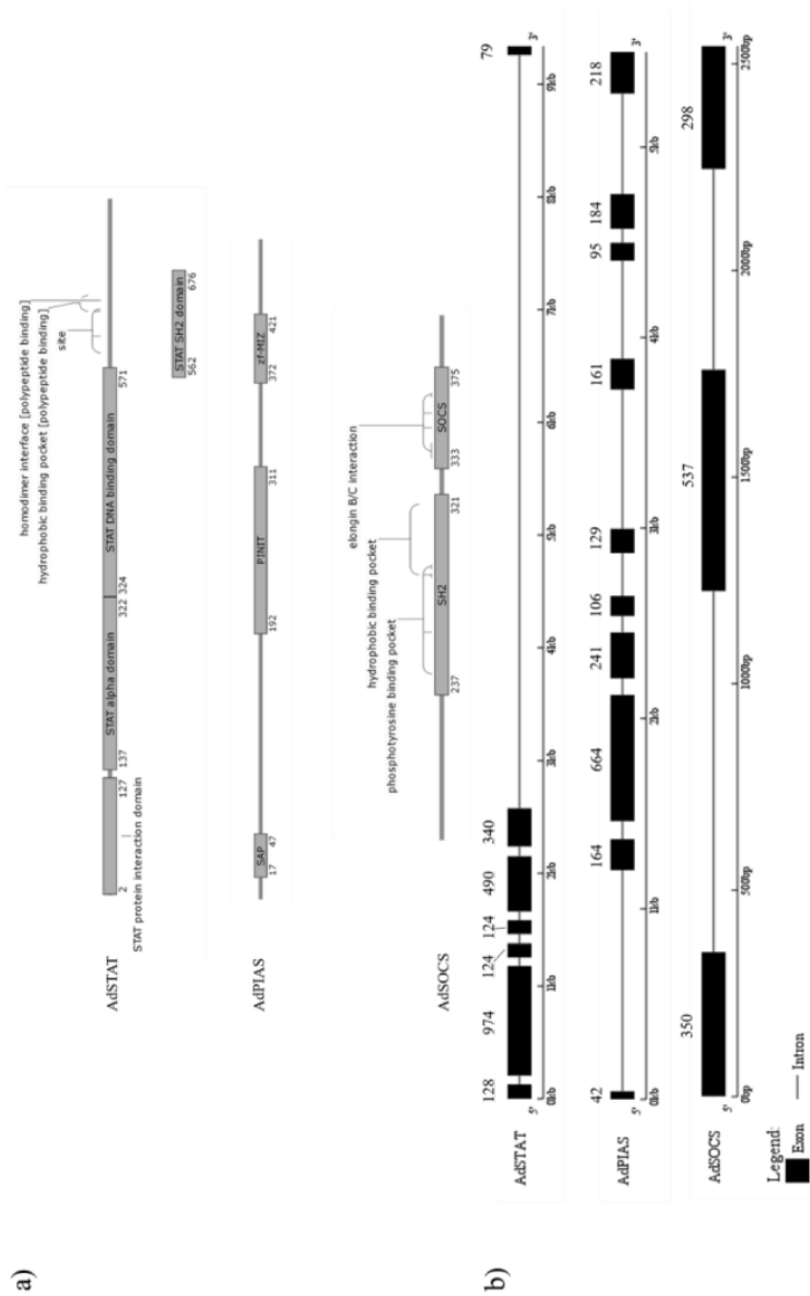 a)
AdSTAT
2
127
137
322
324
571
STAT protein interaction domain
STAT alpha domain
STAT DNA binding domain
homodimer interface [polypeptide binding]
hydrophobic binding pocket [polypeptide binding]
site
STAT SH2 domain
562
676
AdPIAS
SAP
17
47
PINIT
192
311
zf-MIZ
372
421
AdSOCS
phosphotyrosine binding pocket
hydrophobic binding pocket
elongin B/C interaction
SH2
237
321
SOCS
333
375
b)
AdSTAT
128
974
124
124
490
340
79
5'
3'
0kb
1kb
2kb
3kb
4kb
5kb
6kb
7kb
8kb
9kb
AdPIAS
42
164
664
241
106
129
161
95
184
218
5'
3'
0kb
1kb
2kb
3kb
4kb
5kb
AdSOCS
350
537
298
5'
3'
0bp
500bp
1000bp
1500bp
2000bp
2500bp
Legend:
Exon
Intron